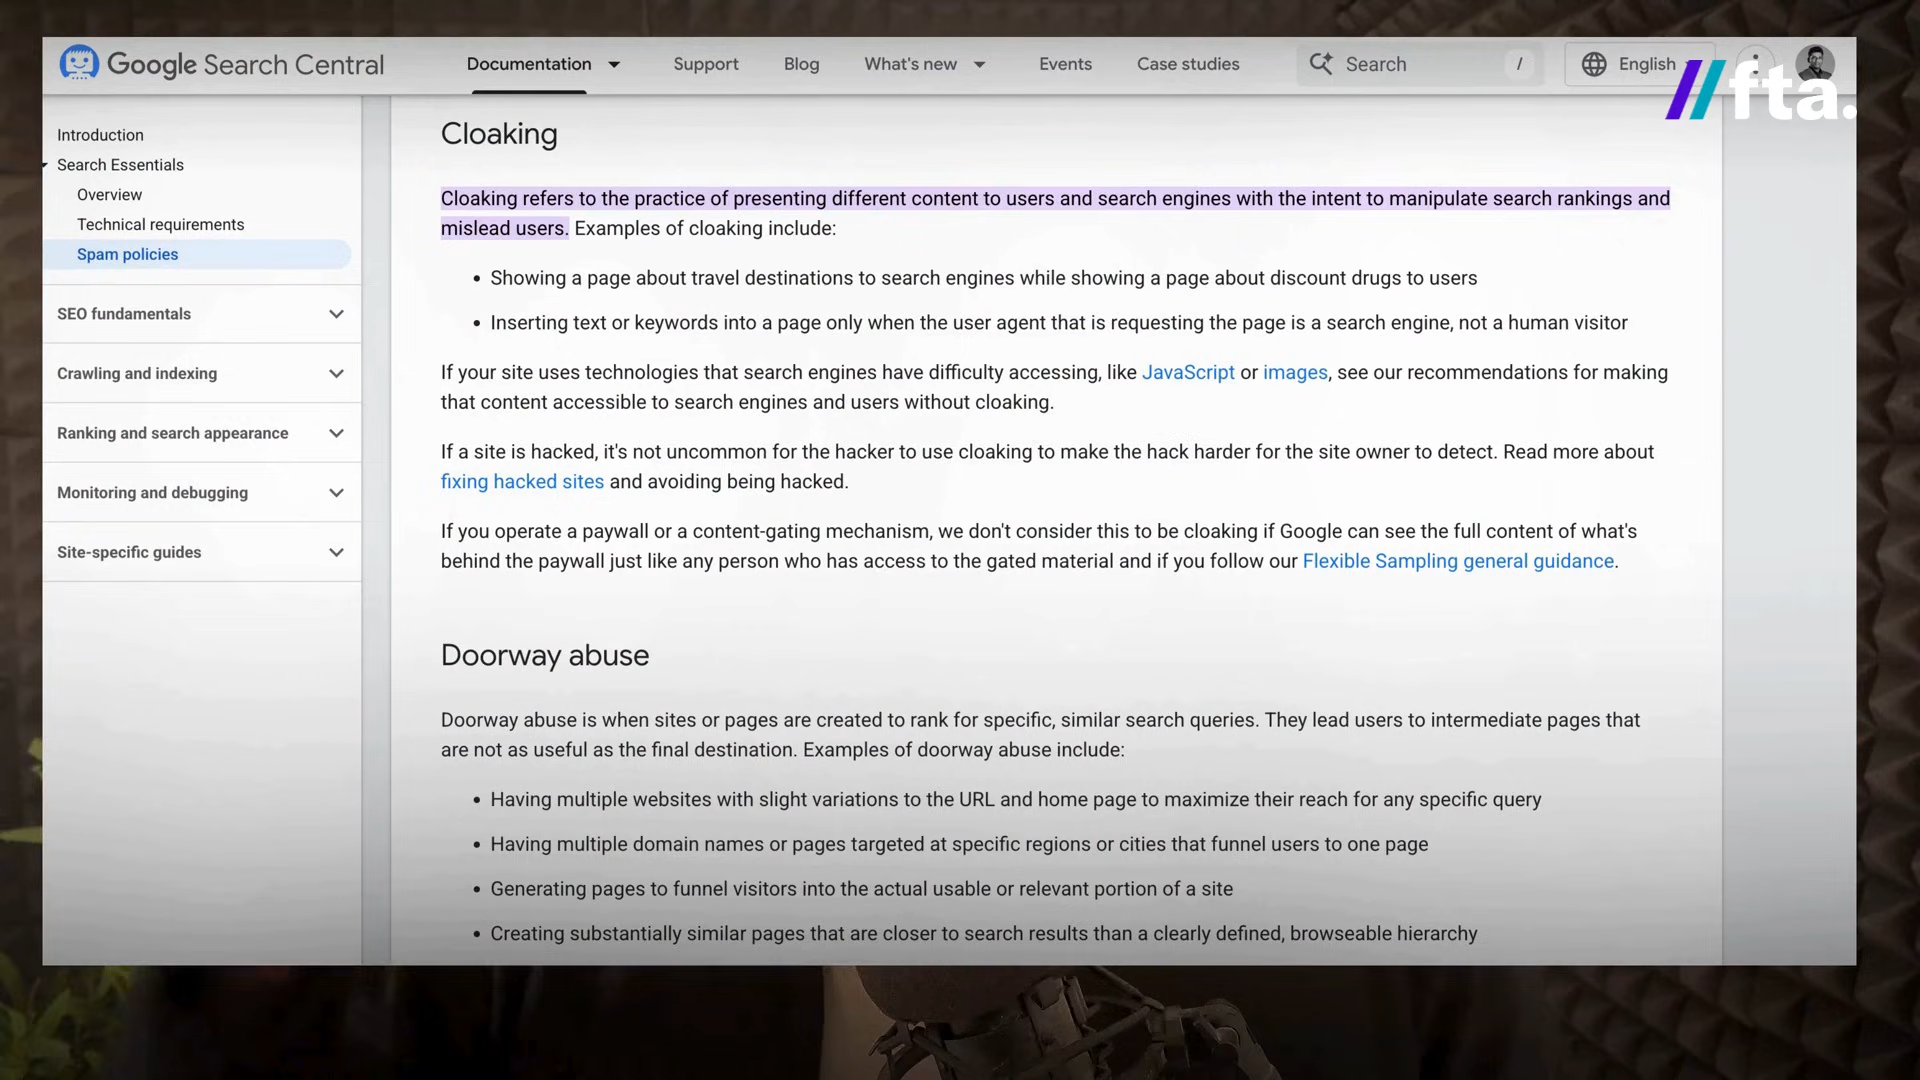 Google Search Central
Documentation
Support
Blog
What's new
Events
Case studies
Search
/
English
//fta.
Introduction
Search Essentials
Overview
Technical requirements
Spam policies
SEO fundamentals
Crawling and indexing
Ranking and search appearance
Monitoring and debugging
Site-specific guides
Cloaking
Cloaking refers to the practice of presenting different content to users and search engines with the intent to manipulate search rankings and
mislead users. Examples of cloaking include:
• Showing a page about travel destinations to search engines while showing a page about discount drugs to users
• Inserting text or keywords into a page only when the user agent that is requesting the page is a search engine, not a human visitor
If your site uses technologies that search engines have difficulty accessing, like JavaScript or images, see our recommendations for making
that content accessible to search engines and users without cloaking.
If a site is hacked, it's not uncommon for the hacker to use cloaking to make the hack harder for the site owner to detect. Read more about
fixing hacked sites and avoiding being hacked.
If you operate a paywall or a content-gating mechanism, we don't consider this to be cloaking if Google can see the full content of what's
behind the paywall just like any person who has access to the gated material and if you follow our Flexible Sampling general guidance.
Doorway abuse
Doorway abuse is when sites or pages are created to rank for specific, similar search queries. They lead users to intermediate pages that
are not as useful as the final destination. Examples of doorway abuse include:
• Having multiple websites with slight variations to the URL and home page to maximize their reach for any specific query
• Having multiple domain names or pages targeted at specific regions or cities that funnel users to one page
• Generating pages to funnel visitors into the actual usable or relevant portion of a site
• Creating substantially similar pages that are closer to search results than a clearly defined, browseable hierarchy